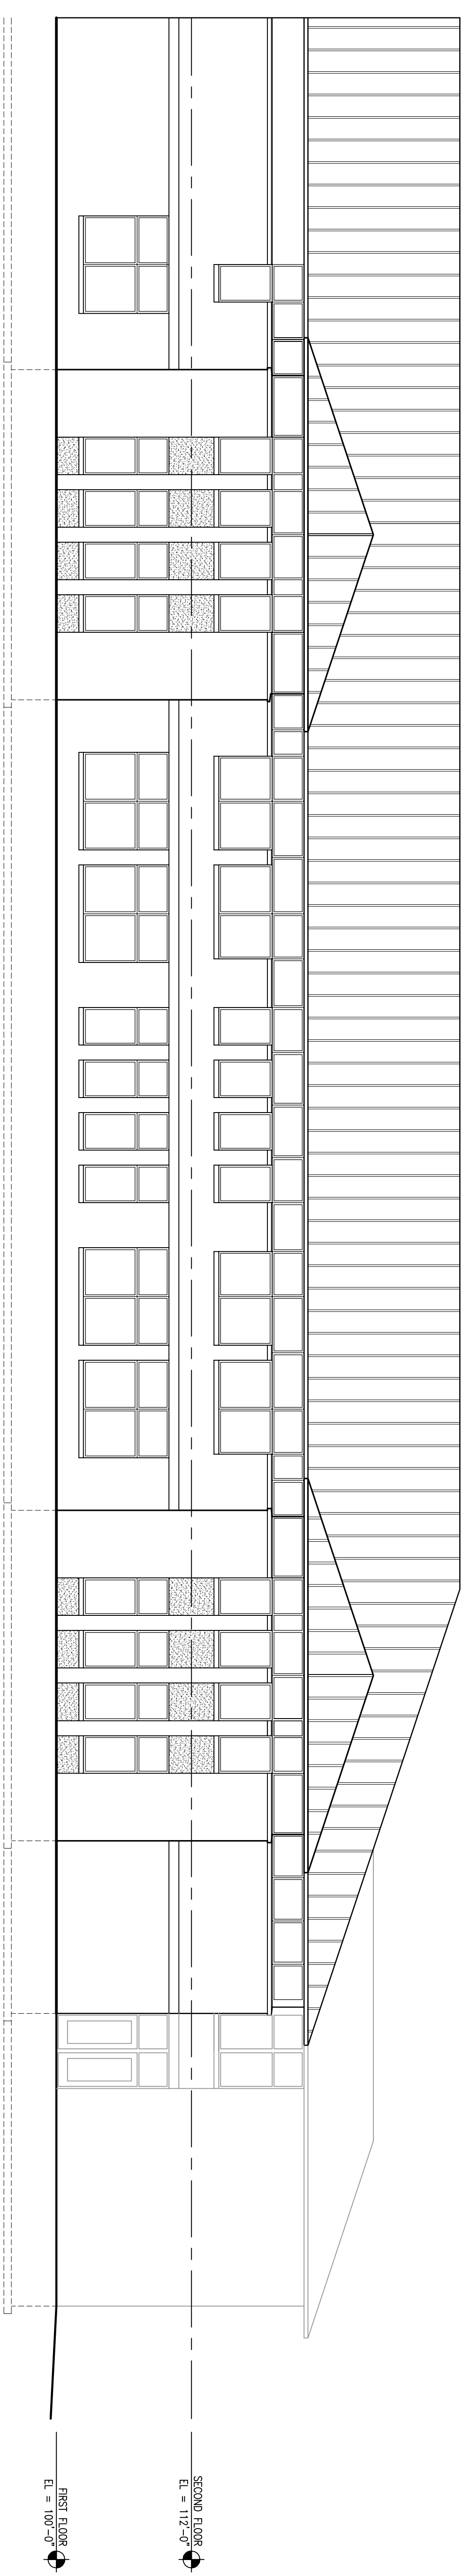 SECOND FLOOR
EL = 112'-0"
FIRST FLOOR
EL = 100'-0"